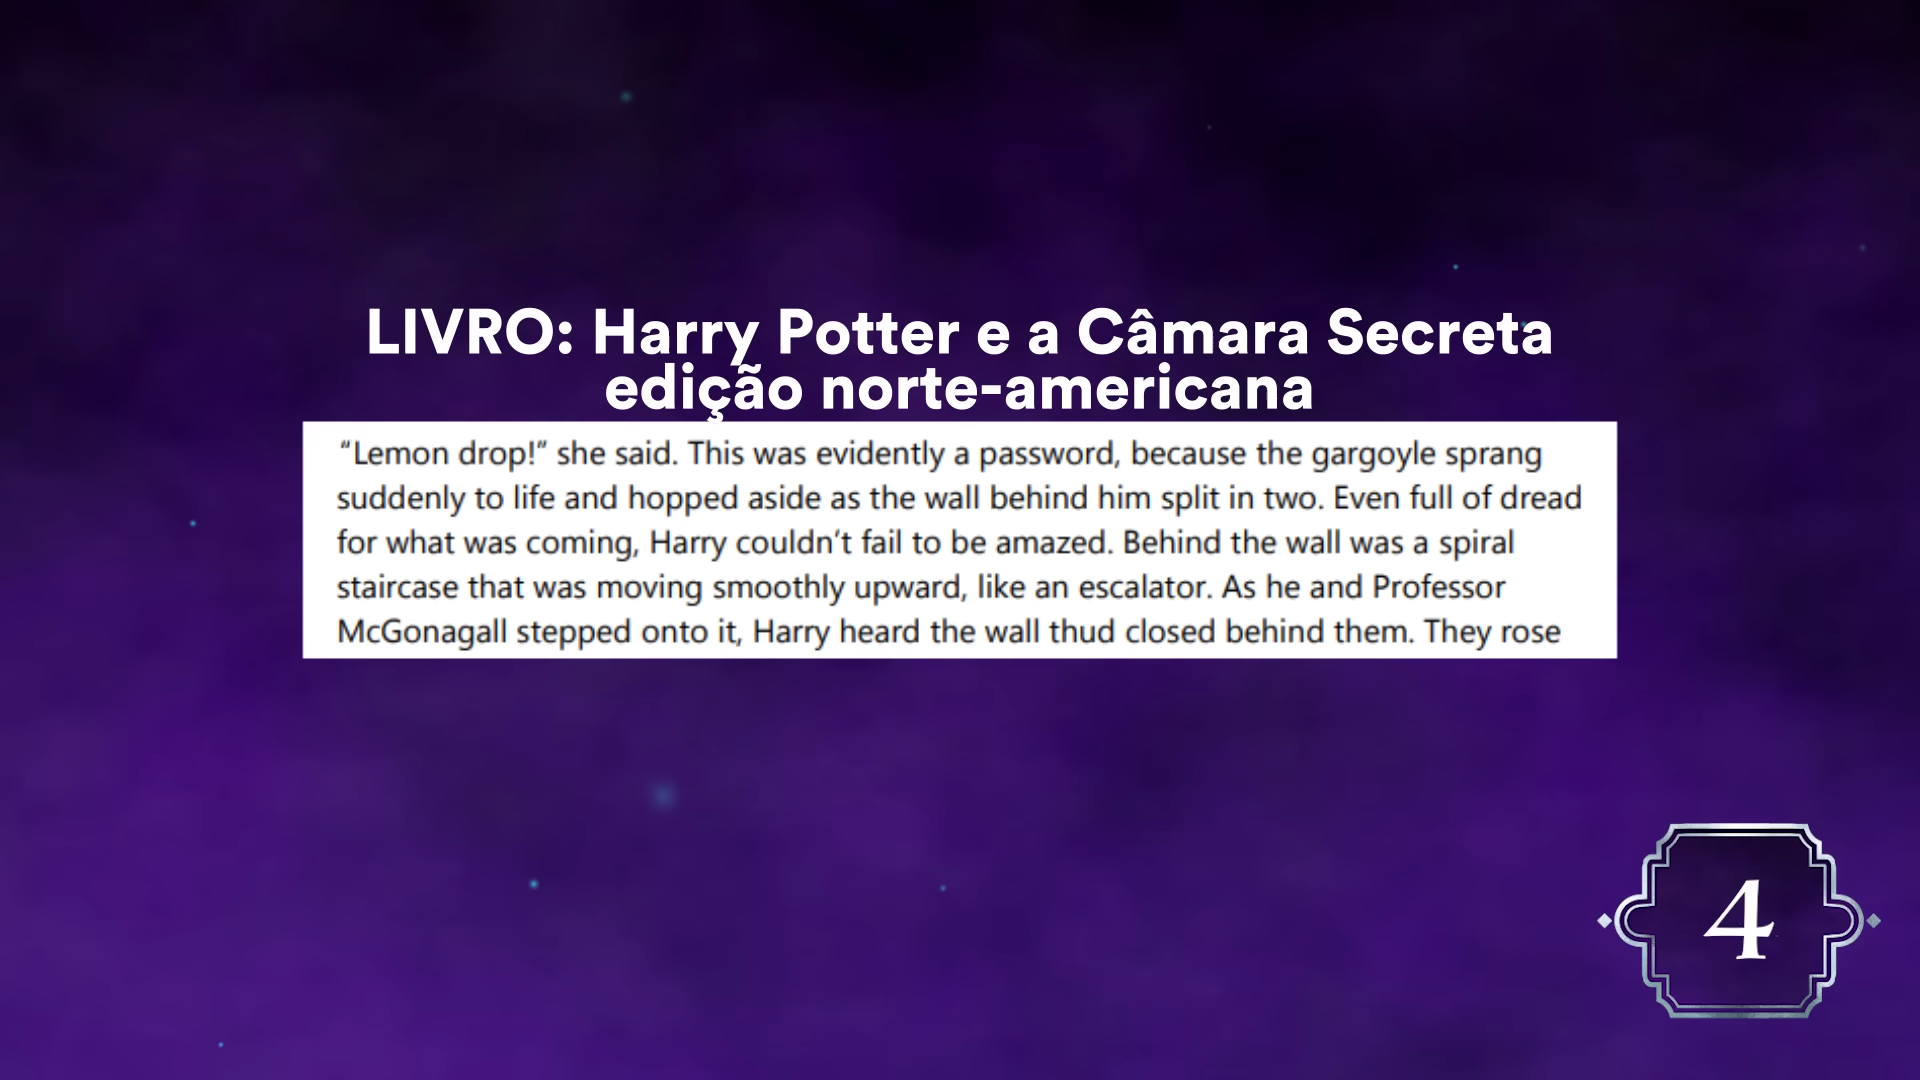 LIVRO: Harry Potter e a Câmara Secreta
edição norte-americana
“Lemon drop!” she said. This was evidently a password, because the gargoyle sprang
suddenly to life and hopped aside as the wall behind him split in two. Even full of dread
for what was coming, Harry couldn’t fail to be amazed. Behind the wall was a spiral
staircase that was moving smoothly upward, like an escalator. As he and Professor
McGonagall stepped onto it, Harry heard the wall thud closed behind them. They rose
4